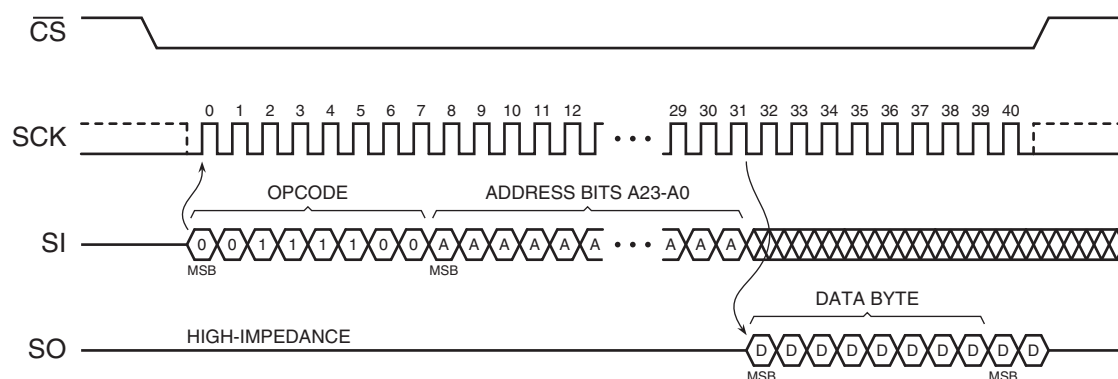 CS
0 1 2 3 4 5 6 7 8 9 10 11 12 29 30 31 32 33 34 35 36 37 38 39 40
SCK
OPCODE ADDRESS BITS A23-A0
SI 0 0 1 1 1 1 0 0 A A A A A A A A A
MSB MSB
DATA BYTE
HIGH-IMPEDANCE
SO D D D D D D D D D D
MSB MSB